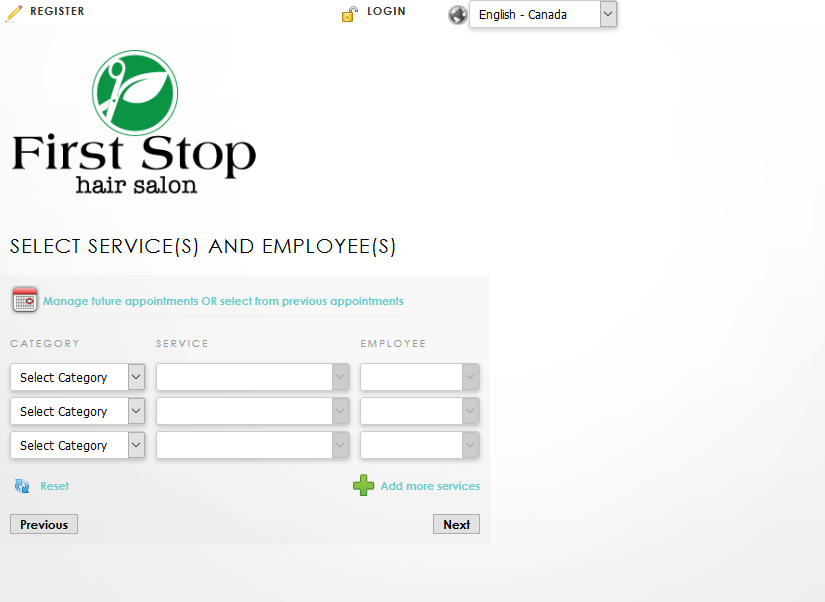 REGISTER LOGIN English - Canada
First Stop
hair salon
SELECT SERVICE(S) AND EMPLOYEE(S)
Manage future appointments OR select from previous appointments
CATEGORY SERVICE EMPLOYEE
Select Category
Select Category
Select Category
Reset Add more services
Previous Next